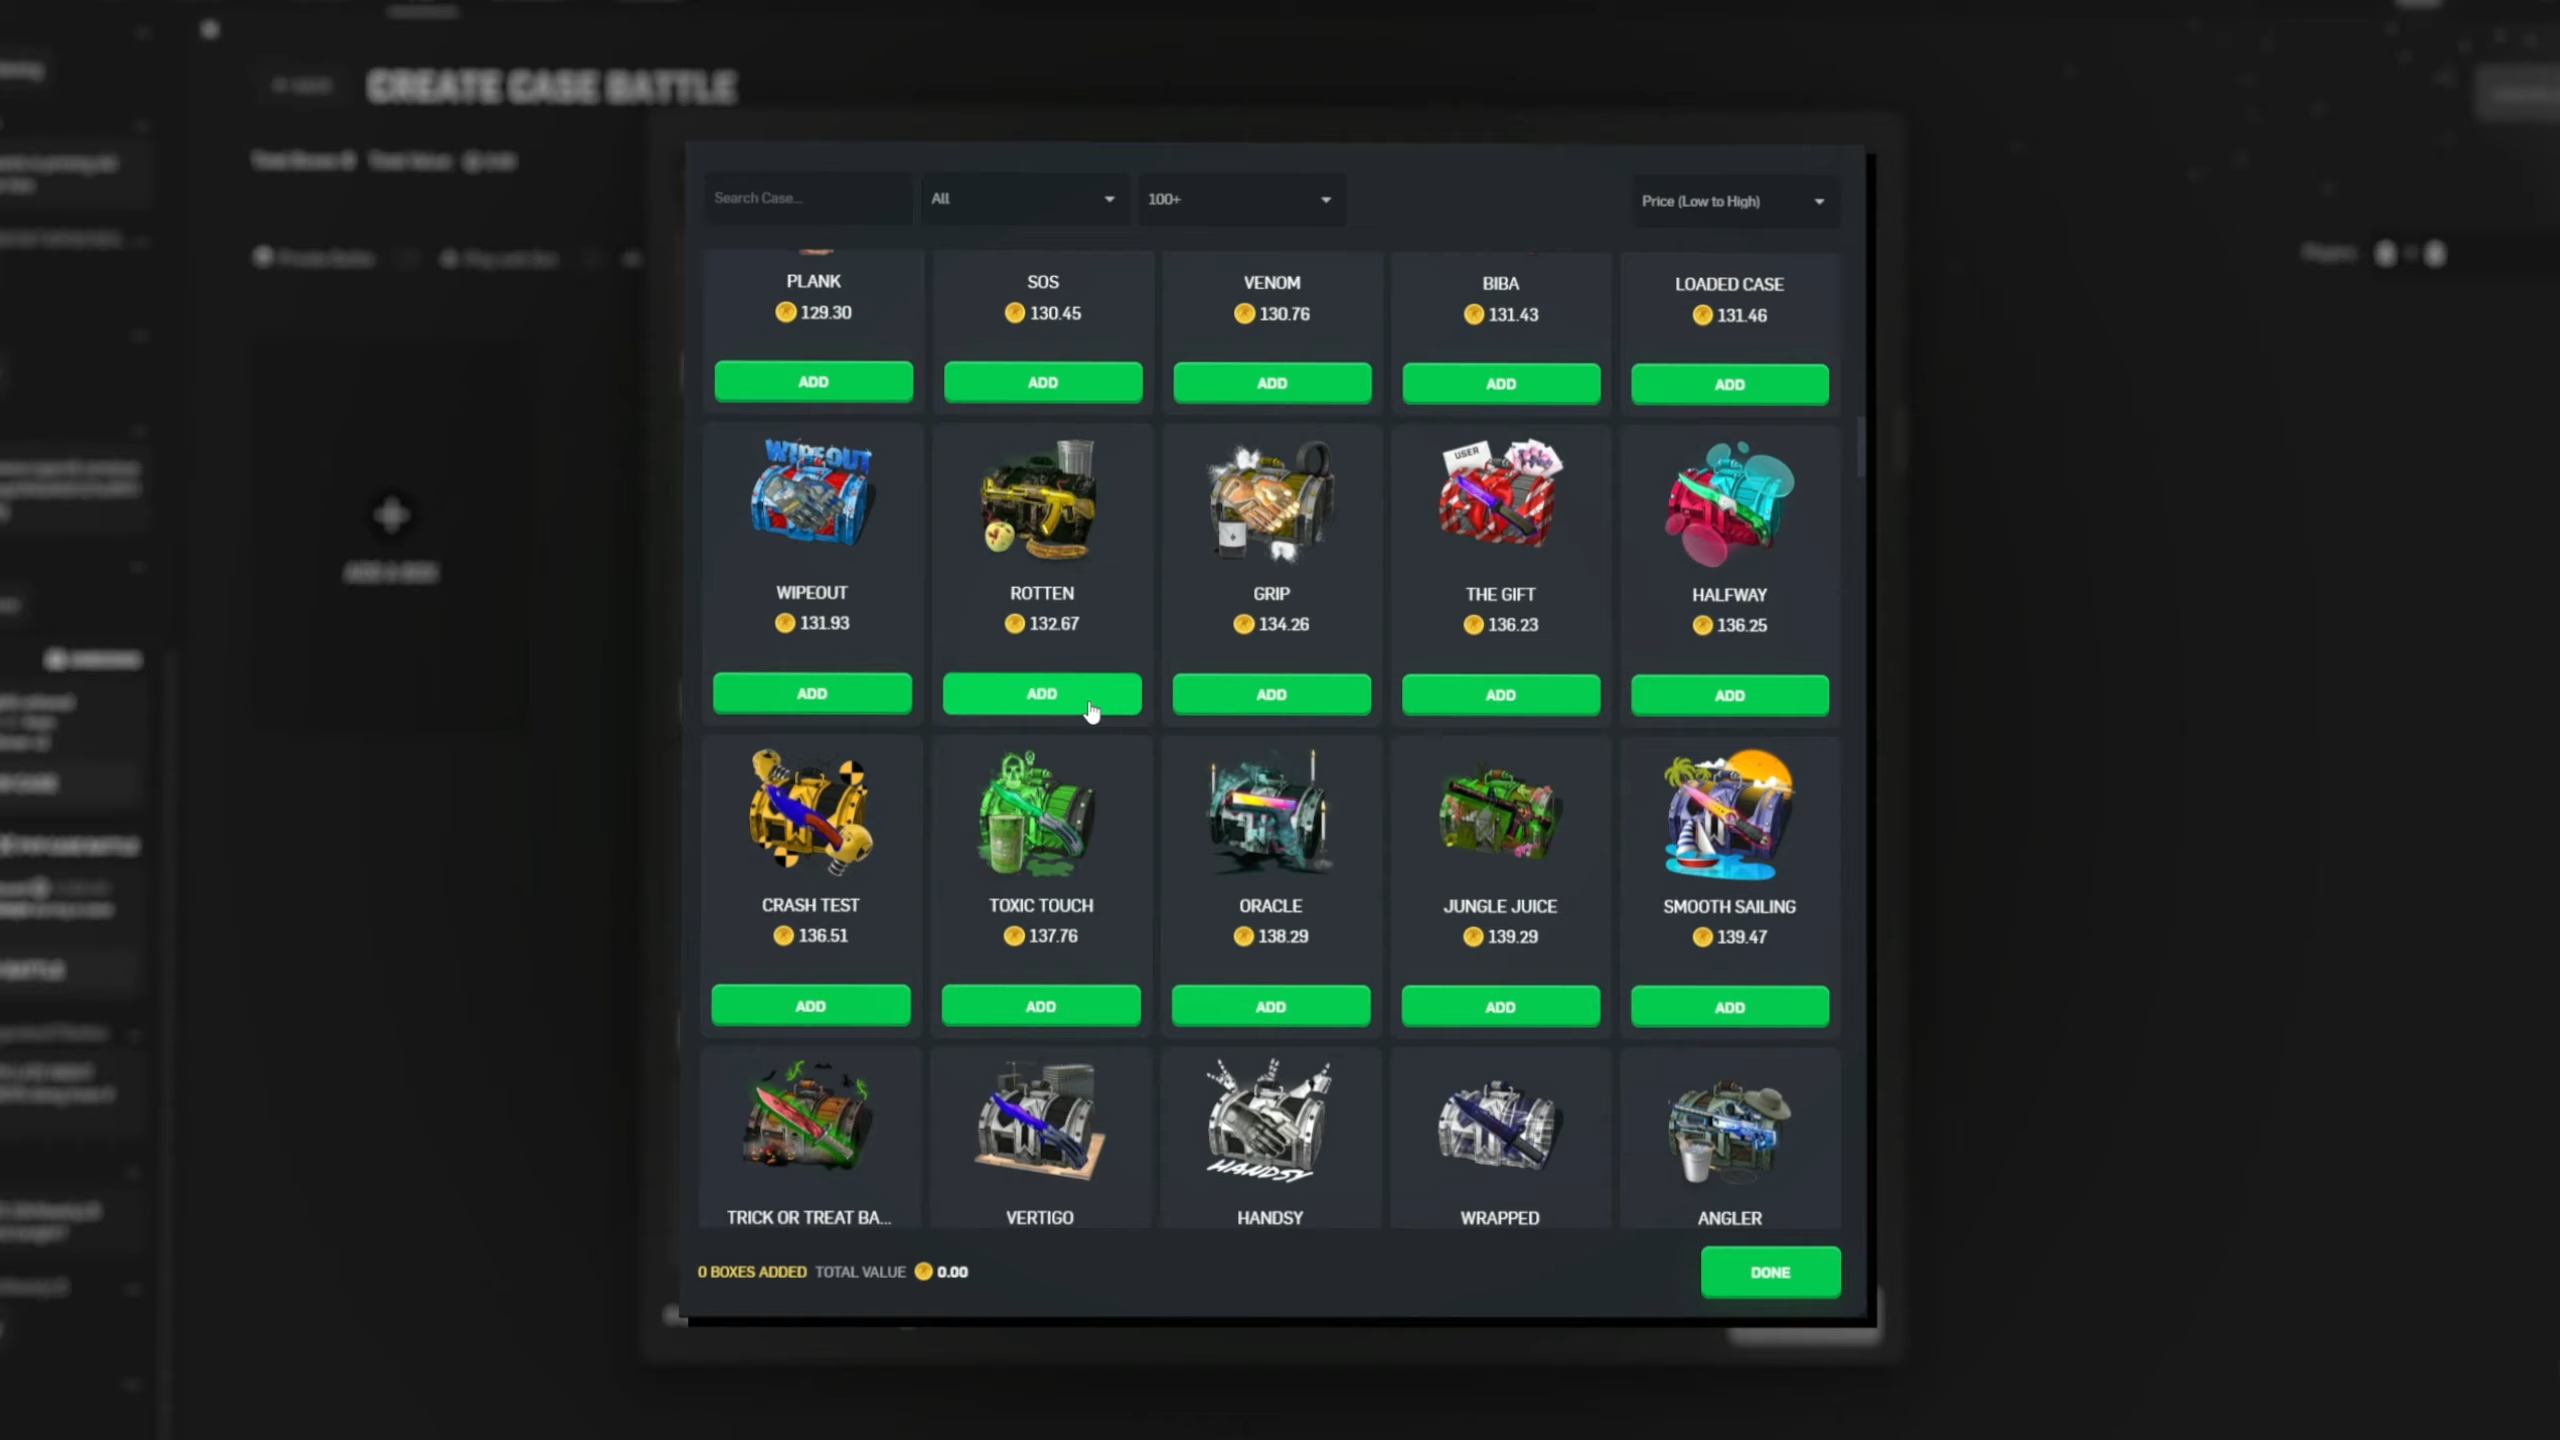 CREATE CASE BATTLE
Search Case...
All
100+
Price (Low to High)
PLANK
129.30
ADD
SOS
130.45
ADD
VENOM
130.76
ADD
BIBA
131.43
ADD
LOADED CASE
131.46
ADD
WIPEOUT
WIPEOUT
131.93
ADD
ROTTEN
132.67
ADD
GRIP
134.26
ADD
USER
THE GIFT
136.23
ADD
HALFWAY
136.25
ADD
CRASH TEST
136.51
ADD
TOXIC TOUCH
137.76
ADD
ORACLE
138.29
ADD
JUNGLE JUICE
139.29
ADD
SMOOTH SAILING
139.47
ADD
TRICK OR TREAT BA...
VERTIGO
HANDSY
HANDSY
WRAPPED
ANGLER
ADD A BOX
0 BOXES ADDED TOTAL VALUE 0.00
DONE